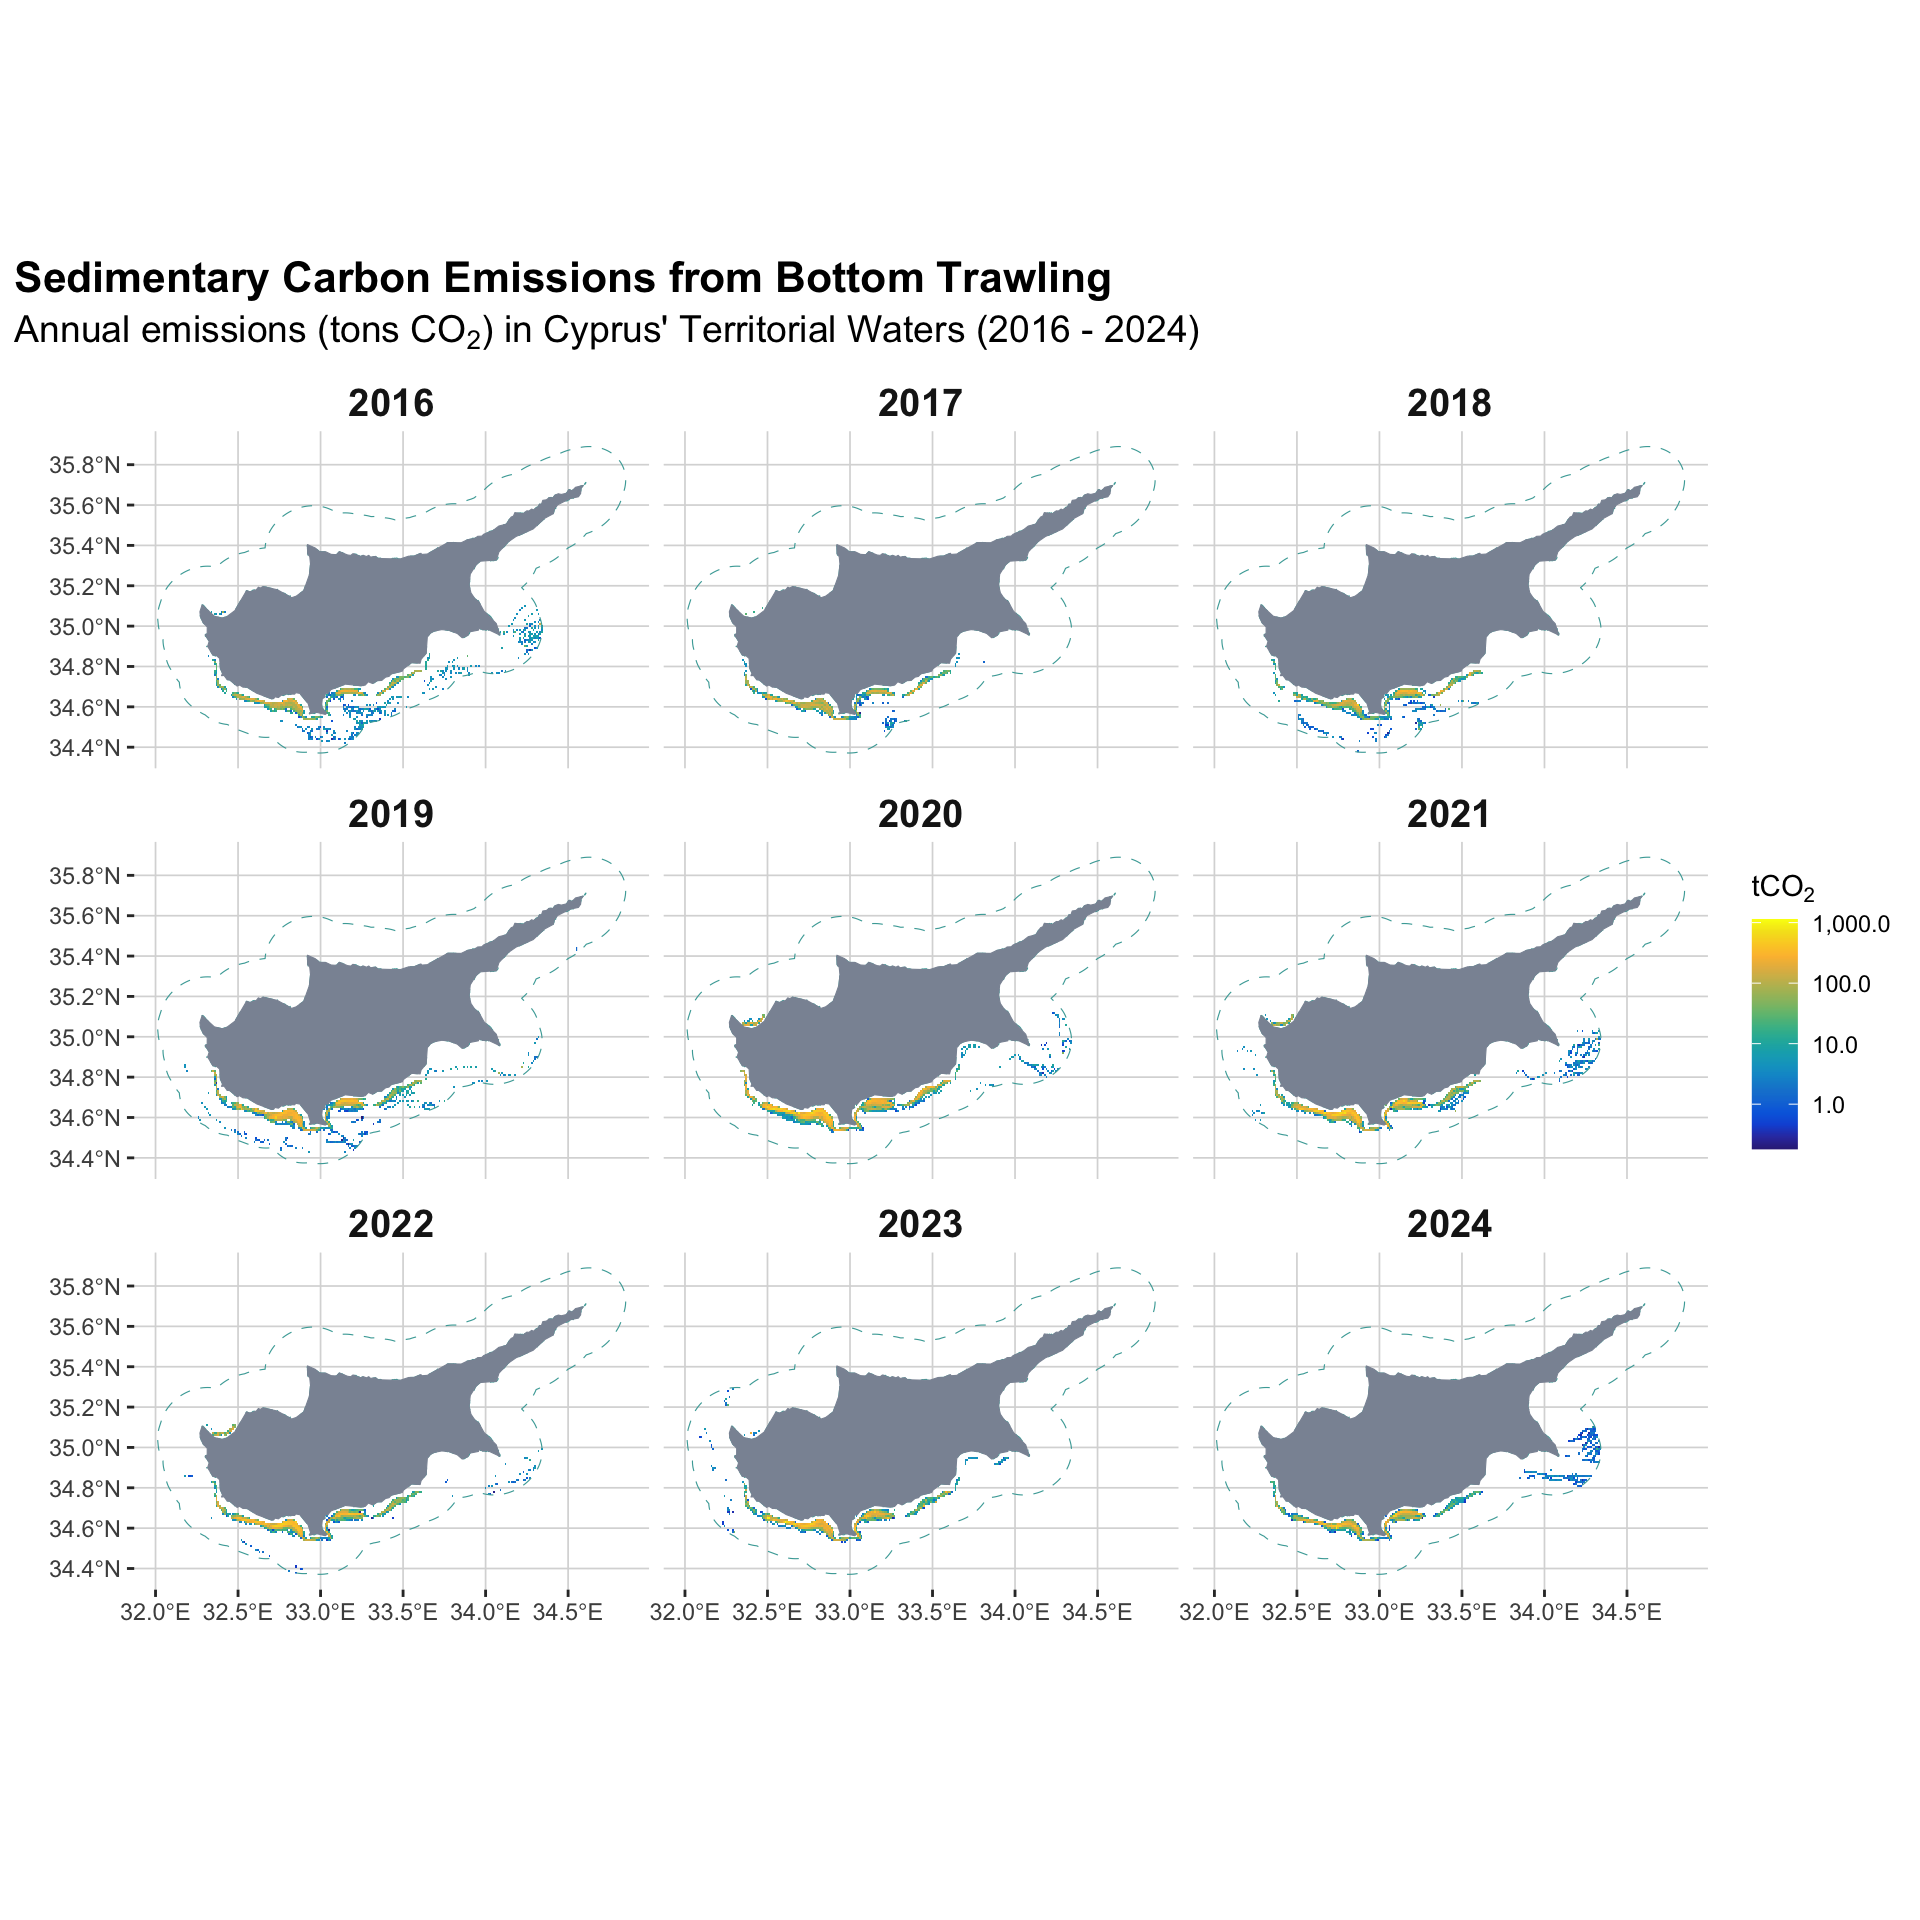 Sedimentary Carbon Emissions from Bottom Trawling
Annual emissions (tons CO₂) in Cyprus' Territorial Waters (2016 - 2024)
2016 2017 2018
35.8°N
35.6°N
35.4°N
35.2°N
35.0°N
34.8°N
34.6°N
34.4°N
2019 2020 2021
35.8°N
35.6°N
35.4°N
35.2°N
35.0°N
34.8°N
34.6°N
34.4°N
tCO₂
1,000.0
100.0
10.0
1.0
2022 2023 2024
35.8°N
35.6°N
35.4°N
35.2°N
35.0°N
34.8°N
34.6°N
34.4°N
32.0°E 32.5°E 33.0°E 33.5°E 34.0°E 34.5°E 32.0°E 32.5°E 33.0°E 33.5°E 34.0°E 34.5°E 32.0°E 32.5°E 33.0°E 33.5°E 34.0°E 34.5°E